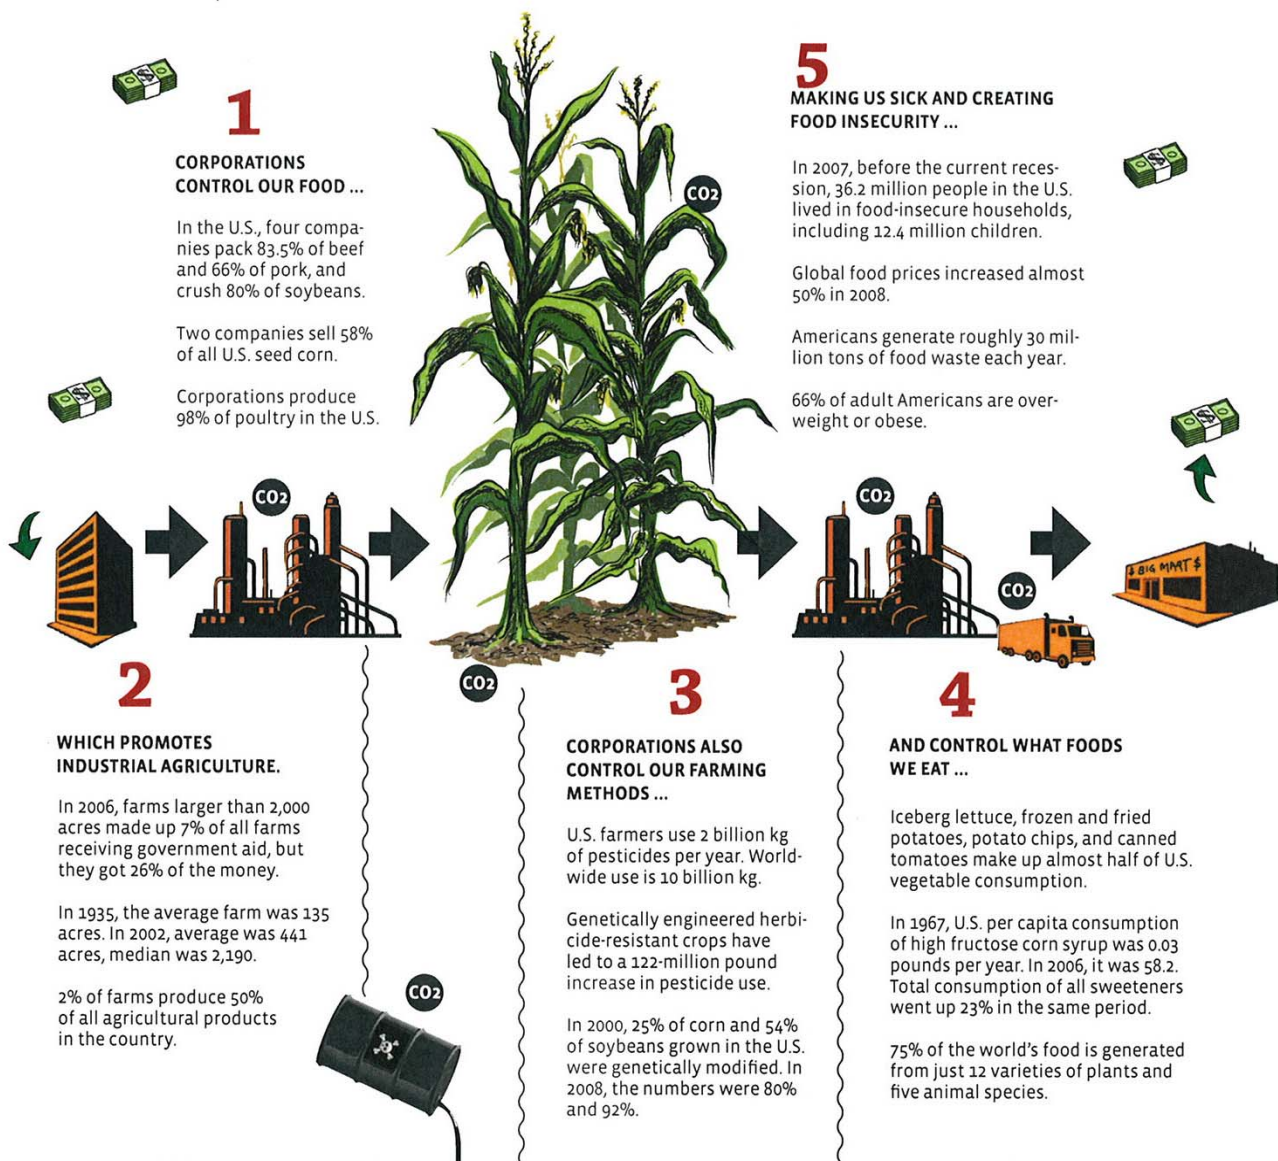 1
CORPORATIONS
CONTROL OUR FOOD ...
In the U.S., four compa-
nies pack 83.5% of beef
and 66% of pork, and
crush 80% of soybeans.
Two companies sell 58%
of all U.S. seed corn.
Corporations produce
98% of poultry in the U.S.
CO2
2
WHICH PROMOTES
INDUSTRIAL AGRICULTURE.
In 2006, farms larger than 2,000
acres made up 7% of all farms
receiving government aid, but
they got 26% of the money.
In 1935, the average farm was 135
acres. In 2002, average was 441
acres, median was 2,190.
2% of farms produce 50%
of all agricultural products
in the country.
CO2
CO2
CO2
3
CORPORATIONS ALSO
CONTROL OUR FARMING
METHODS ...
U.S. farmers use 2 billion kg
of pesticides per year. World-
wide use is 10 billion kg.
Genetically engineered herbi-
cide-resistant crops have
led to a 122-million pound
increase in pesticide use.
In 2000, 25% of corn and 54%
of soybeans grown in the U.S.
were genetically modified. In
2008, the numbers were 80%
and 92%.
CO2
CO2
$ BIG MART $
4
AND CONTROL WHAT FOODS
WE EAT ...
Iceberg lettuce, frozen and fried
potatoes, potato chips, and canned
tomatoes make up almost half of U.S.
vegetable consumption.
In 1967, U.S. per capita consumption
of high fructose corn syrup was 0.03
pounds per year. In 2006, it was 58.2.
Total consumption of all sweeteners
went up 23% in the same period.
75% of the world's food is generated
from just 12 varieties of plants and
five animal species.
5
MAKING US SICK AND CREATING
FOOD INSECURITY ...
In 2007, before the current reces-
sion, 36.2 million people in the U.S.
lived in food-insecure households,
including 12.4 million children.
Global food prices increased almost
50% in 2008.
Americans generate roughly 30 mil-
lion tons of food waste each year.
66% of adult Americans are over-
weight or obese.
$
$
$
$